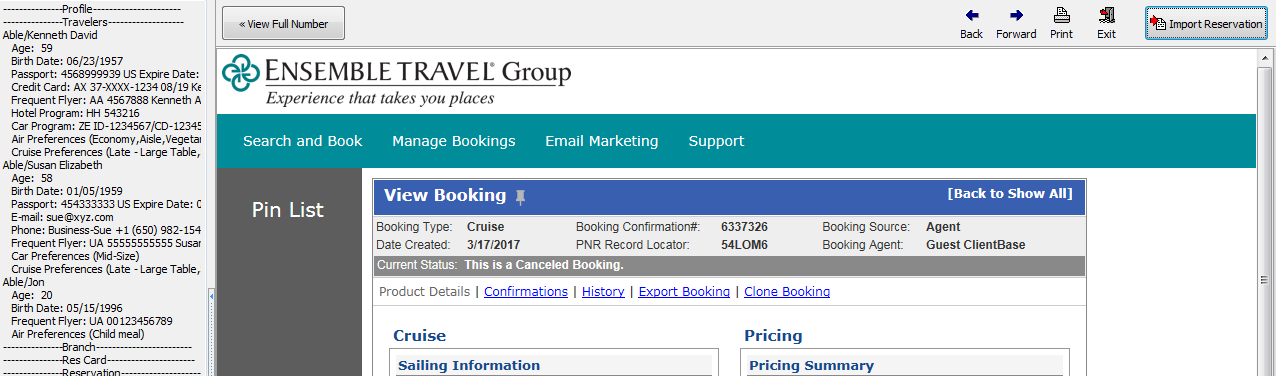 ---------------Profile----------------------
---------------Travelers-------------------
Able/Kenneth David
Age: 59
Birth Date: 06/23/1957
Passport: 4568999939 US Expire Date:
Credit Card: AX 37-XXXX-1234 08/19 Ke
Frequent Flyer: AA 4567888 Kenneth A
Hotel Program: HH 543216
Car Program: ZE ID-1234567/CD-12345
Air Preferences (Economy,Aisle,Vegetar
Cruise Preferences (Late - Large Table,
Able/Susan Elizabeth
Age: 58
Birth Date: 01/05/1959
Passport: 454333333 US Expire Date: 0
E-mail: sue@xyz.com
Phone: Business-Sue +1 (650) 982-154
Frequent Flyer: UA 55555555555 Susar
Car Preferences (Mid-Size)
Cruise Preferences (Late - Large Table,
Able/Jon
Age: 20
Birth Date: 05/15/1996
Frequent Flyer: UA 00123456789
Air Preferences (Child meal)
---------------Branch------------------------
---------------Res Card----------------------
---------------Reservation--------------------
« View Full Number
Back
Forward
Print
Exit
Import Reservation
ENSEMBLE TRAVEL® Group
Experience that takes you places
Search and Book Manage Bookings Email Marketing Support
Pin List
View Booking [Back to Show All]
Booking Type: Cruise Booking Confirmation#: 6337326 Booking Source: Agent
Date Created: 3/17/2017 PNR Record Locator: 54LOM6 Booking Agent: Guest ClientBase
Current Status: This is a Canceled Booking.
Product Details | Confirmations | History | Export Booking | Clone Booking
Cruise Pricing
Sailing Information Pricing Summary